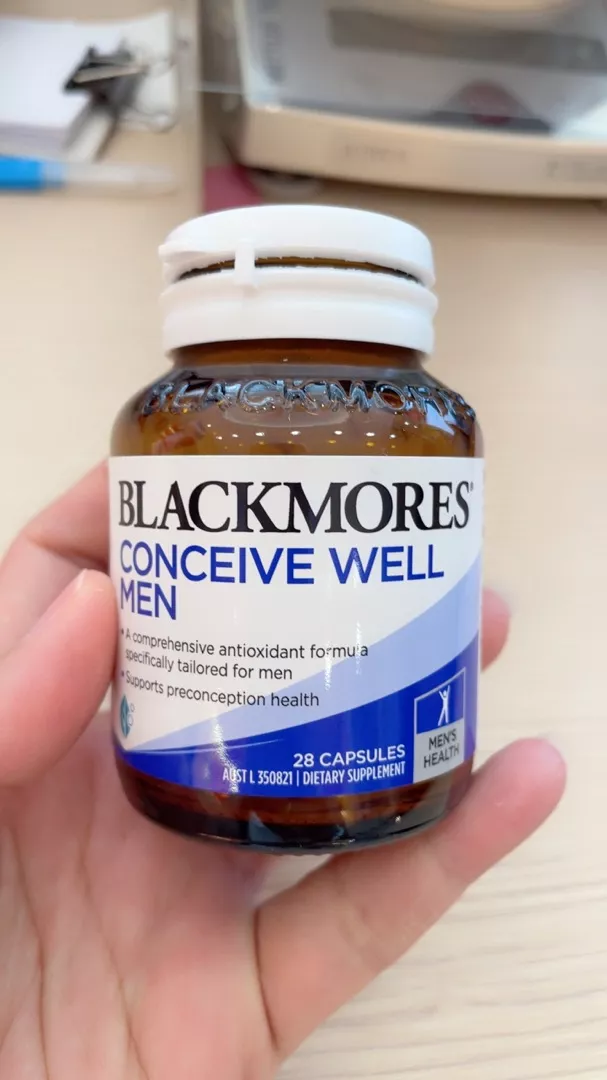 BLACKMORES
BLACKMORES®
CONCEIVE WELL
MEN
• A comprehensive antioxidant formula
specifically tailored for men
• Supports preconception health
28 CAPSULES
AUST L 350821 | DIETARY SUPPLEMENT
MEN'S
HEALTH